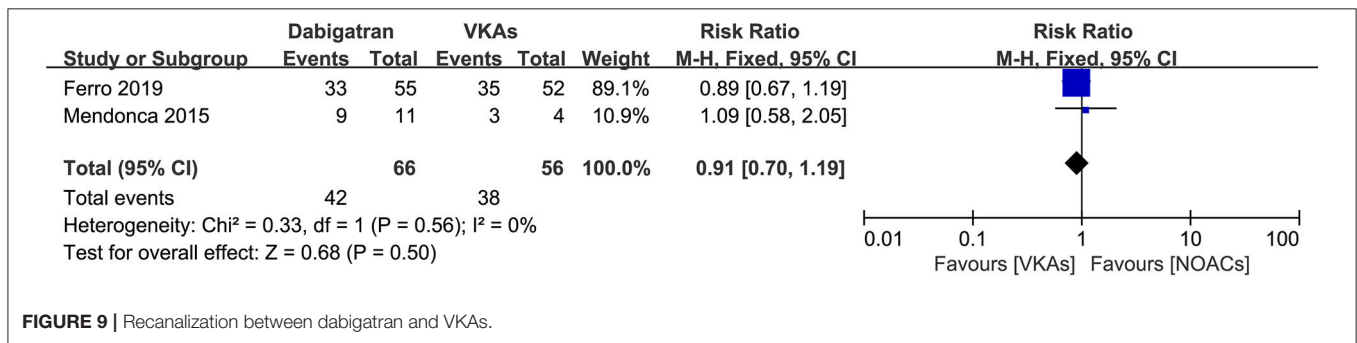 Dabigatran VKAs Risk Ratio Risk Ratio
Study or Subgroup Events Total Events Total Weight M-H, Fixed, 95% CI M-H, Fixed, 95% CI
Ferro 2019 33 55 35 52 89.1% 0.89 [0.67, 1.19]
Mendonca 2015 9 11 3 4 10.9% 1.09 [0.58, 2.05]
Total (95% CI) 66 56 100.0% 0.91 [0.70, 1.19]
Total events 42 38
Heterogeneity: Chi² = 0.33, df = 1 (P = 0.56); I² = 0%
Test for overall effect: Z = 0.68 (P = 0.50)
0.01 0.1 1 10 100
Favours [VKAs] Favours [NOACs]
FIGURE 9 | Recanalization between dabigatran and VKAs.